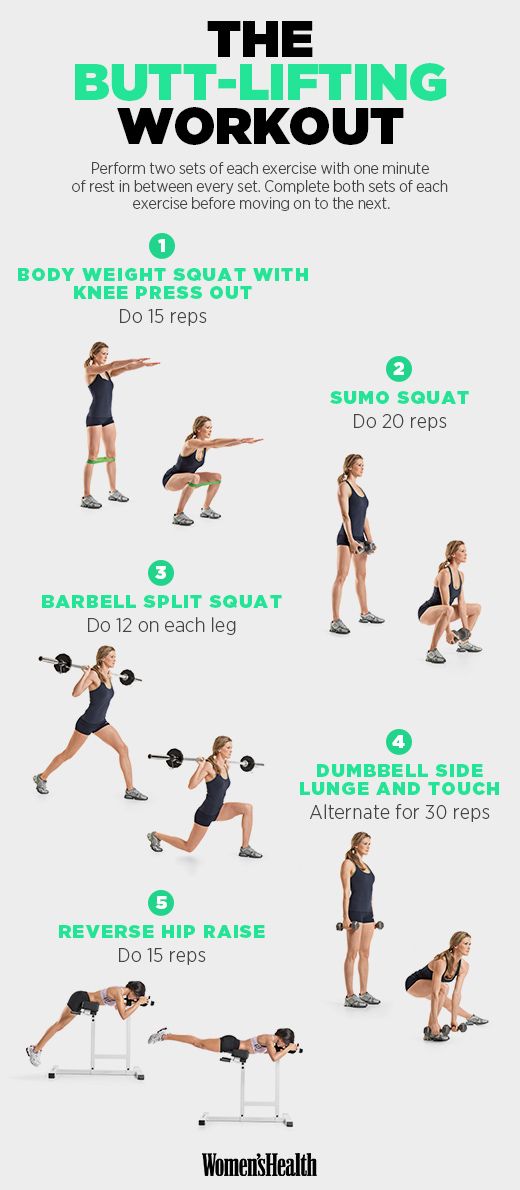 THE
BUTT-LIFTING
WORKOUT
Perform two sets of each exercise with one minute
of rest in between every set. Complete both sets of each
exercise before moving on to the next.
1
BODY WEIGHT SQUAT WITH
KNEE PRESS OUT
Do 15 reps
2
SUMO SQUAT
Do 20 reps
3
BARBELL SPLIT SQUAT
Do 12 on each leg
4
DUMBBELL SIDE
LUNGE AND TOUCH
Alternate for 30 reps
5
REVERSE HIP RAISE
Do 15 reps
Women'sHealth